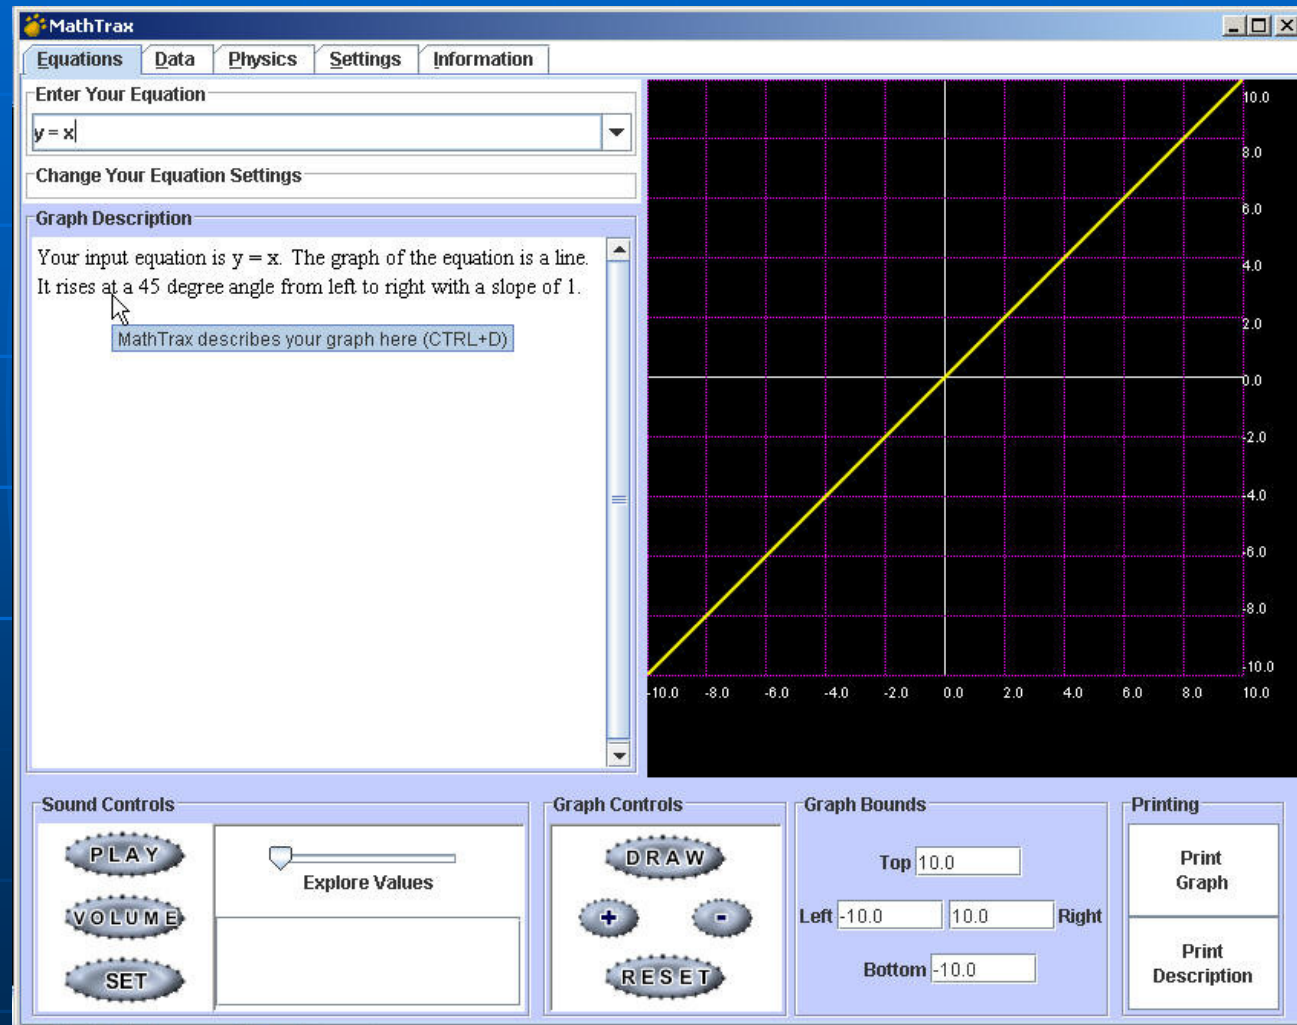 MathTrax
Equations
Data
Physics
Settings
Information
Enter Your Equation
y = x
Change Your Equation Settings
Graph Description
Your input equation is y = x. The graph of the equation is a line.
It rises at a 45 degree angle from left to right with a slope of 1.
MathTrax describes your graph here (CTRL+D)
10.0
8.0
6.0
4.0
2.0
0.0
-2.0
-4.0
-6.0
-8.0
-10.0
-10.0 -8.0 -6.0 -4.0 -2.0 0.0 2.0 4.0 6.0 8.0 10.0
Sound Controls
PLAY
VOLUME
SET
Explore Values
Graph Controls
DRAW
+ -
RESET
Graph Bounds
Top 10.0
Left -10.0 10.0 Right
Bottom -10.0
Printing
Print
Graph
Print
Description